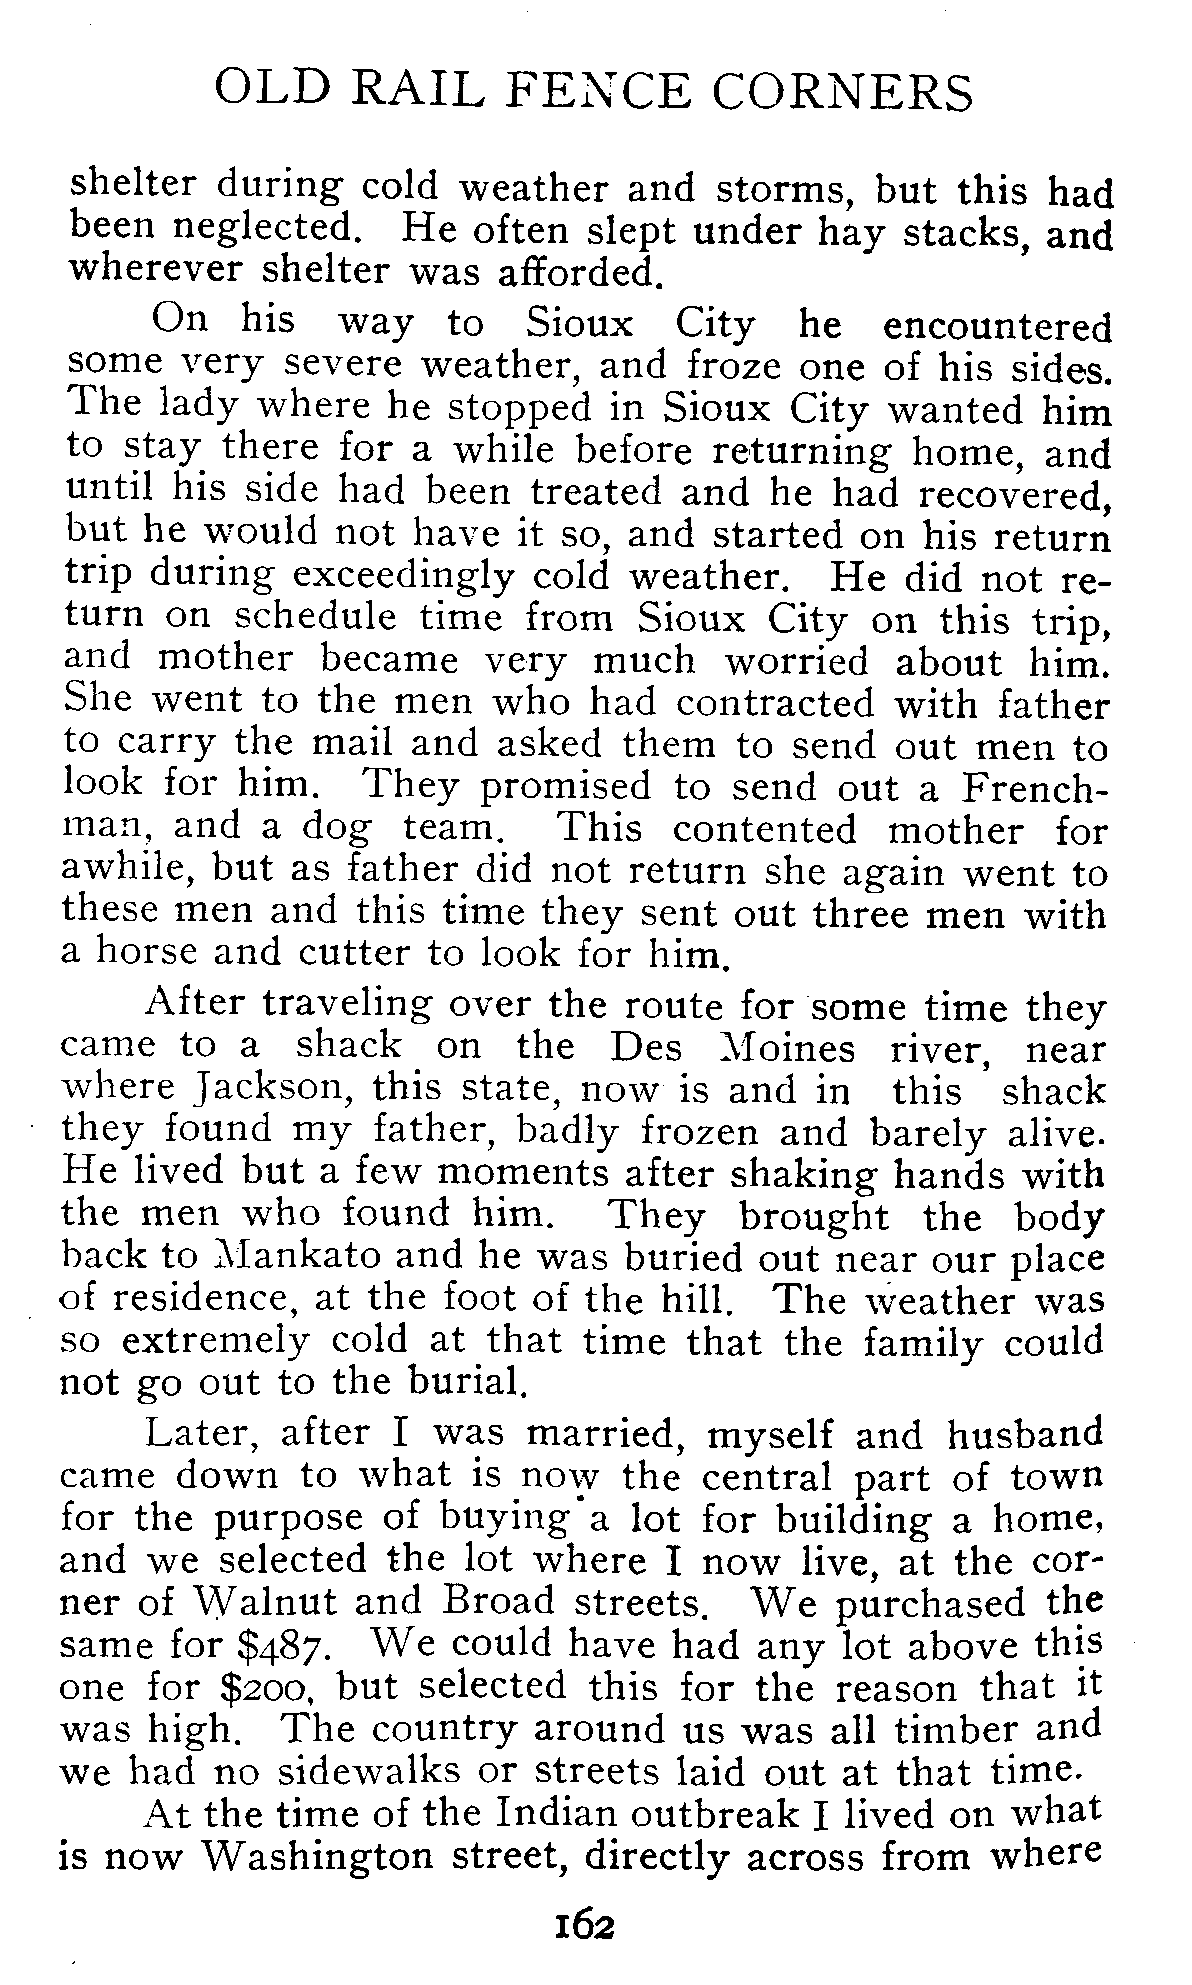 OLD RAIL FENCE CORNERS
shelter during cold weather and storms, but this had
been neglected. He often slept under hay stacks, and
wherever shelter was afforded.
On his way to Sioux City he encountered
some very severe weather, and froze one of his sides.
The lady where he stopped in Sioux City wanted him
to stay there for a while before returning home, and
until his side had been treated and he had recovered,
but he would not have it so, and started on his return
trip during exceedingly cold weather. He did not re-
turn on schedule time from Sioux City on this trip,
and mother became very much worried about him.
She went to the men who had contracted with father
to carry the mail and asked them to send out men to
look for him. They promised to send out a French-
man, and a dog team. This contented mother for
awhile, but as father did not return she again went to
these men and this time they sent out three men with
a horse and cutter to look for him.
After traveling over the route for some time they
came to a shack on the Des Moines river, near
where Jackson, this state, now is and in this shack
they found my father, badly frozen and barely alive.
He lived but a few moments after shaking hands with
the men who found him. They brought the body
back to Mankato and he was buried out near our place
of residence, at the foot of the hill. The weather was
so extremely cold at that time that the family could
not go out to the burial.
Later, after I was married, myself and husband
came down to what is now the central part of town
for the purpose of buying a lot for building a home,
and we selected the lot where I now live, at the cor-
ner of Walnut and Broad streets. We purchased the
same for $487. We could have had any lot above this
one for $200, but selected this for the reason that it
was high. The country around us was all timber and
we had no sidewalks or streets laid out at that time.
At the time of the Indian outbreak I lived on what
is now Washington street, directly across from where
162